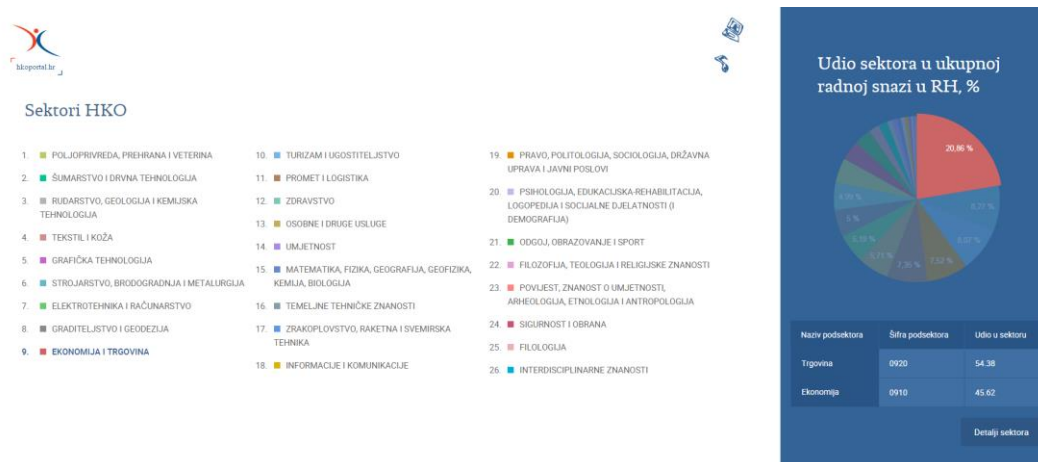 hkoportal.hr
Sektori HKO
1. POLJOPRIVREDA, PREHRANA I VETERINA
2. ŠUMARSTVO I DRVNA TEHNOLOGIJA
3. RUDARSTVO, GEOLOGIJA I KEMIJSKA
TEHNOLOGIJA
4. TEKSTIL I KOŽA
5. GRAFIČKA TEHNOLOGIJA
6. STROJARSTVO, BRODOGRADNJA I METALURGIJA
7. ELEKTROTEHNIKA I RAČUNARSTVO
8. GRADITELJSTVO I GEODEZIJA
9. EKONOMIJA I TRGOVINA
10. TURIZAM I UGOSTITELJSTVO
11. PROMET I LOGISTIKA
12. ZDRAVSTVO
13. OSOBNE I DRUGE USLUGE
14. UMJETNOST
15. MATEMATIKA, FIZIKA, GEOGRAFIJA, GEOFIZIKA,
KEMIJA, BIOLOGIJA
16. TEMELJNE TEHNIČKE ZNANOSTI
17. ZRAKOPLOVSTVO, RAKETNA I SVEMIRSKA
TEHNIKA
18. INFORMACIJE I KOMUNIKACIJE
19. PRAVO, POLITOLOGIJA, SOCIOLOGIJA, DRŽAVNA
UPRAVA I JAVNI POSLOVI
20. PSIHOLOGIJA, EDUKACIJSKA-REHABILITACIJA,
LOGOPEDIJA I SOCIJALNE DJELATNOSTI (I
DEMOGRAFIJA)
21. ODGOJ, OBRAZOVANJE I SPORT
22. FILOZOFIJA, TEOLOGIJA I RELIGIJSKE ZNANOSTI
23. POVIJEST, ZNANOST O UMJETNOSTI,
ARHEOLOGIJA, ETNOLOGIJA I ANTROPOLOGIJA
24. SIGURNOST I OBRANA
25. FILOLOGIJA
26. INTERDISCIPLINARNE ZNANOSTI
Udio sektora u ukupnoj
radnoj snazi u RH, %
20,86 %
7,52 %
7,36 %
6 %
Naziv podsektora Šifra podsektora Udio u sektoru
Trgovina 0920 54.38
Ekonomija 0910 45.62
Detalji sektora